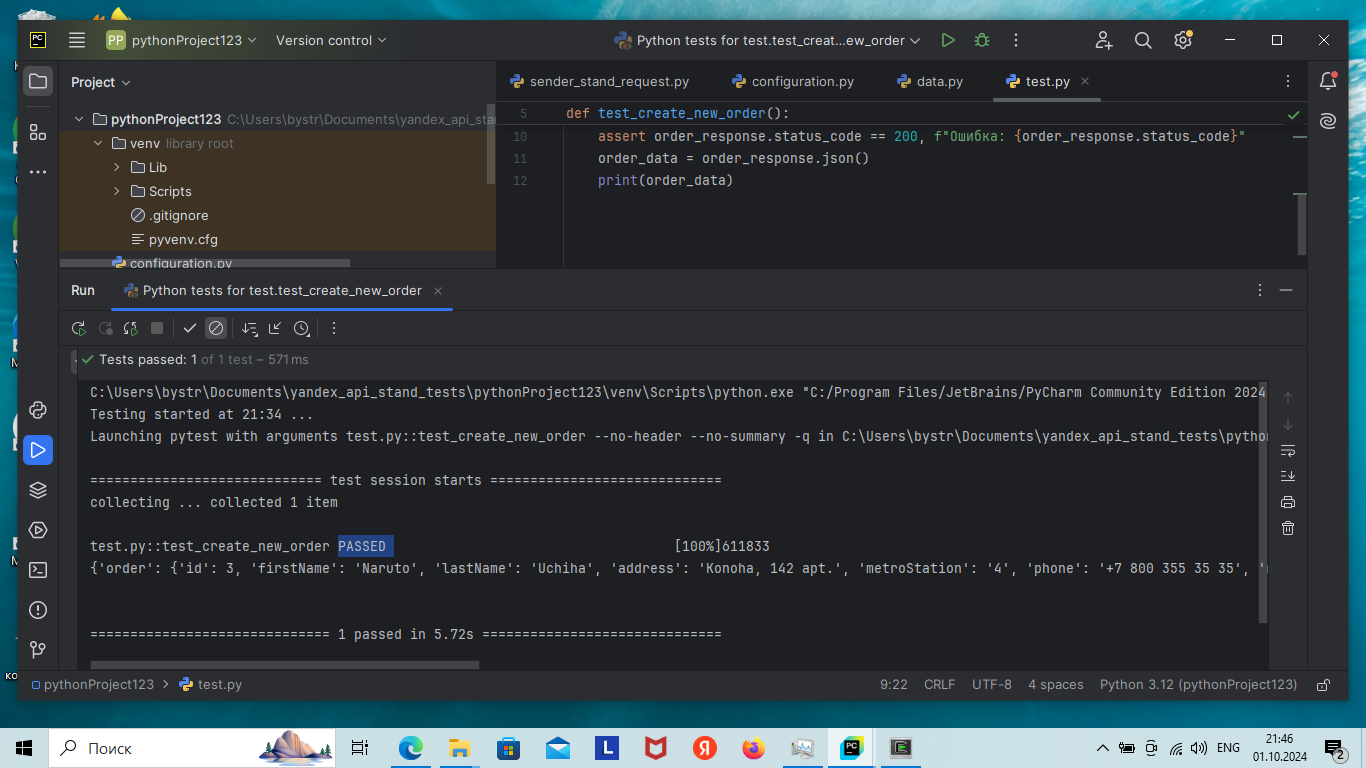 PC
PP pythonProject123
Version control
Python tests for test.test_creat...ew_order
Project
sender_stand_request.py
configuration.py
data.py
test.py
pythonProject123 C:\Users\bystr\Documents\yandex_api_sta
venv library root
Lib
Scripts
.gitignore
pyvenv.cfg
configuration.py
5 def test_create_new_order():
10 assert order_response.status_code == 200, f"Ошибка: {order_response.status_code}"
11 order_data = order_response.json()
12 print(order_data)
Run
Python tests for test.test_create_new_order
Tests passed: 1 of 1 test – 571 ms
C:\Users\bystr\Documents\yandex_api_stand_tests\pythonProject123\venv\Scripts\python.exe "C:/Program Files/JetBrains/PyCharm Community Edition 2024
Testing started at 21:34 ...
Launching pytest with arguments test.py::test_create_new_order --no-header --no-summary -q in C:\Users\bystr\Documents\yandex_api_stand_tests\python
============================= test session starts =============================
collecting ... collected 1 item
test.py::test_create_new_order PASSED [100%]611833
{'order': {'id': 3, 'firstName': 'Naruto', 'lastName': 'Uchiha', 'address': 'Konoha, 142 apt.', 'metroStation': '4', 'phone': '+7 800 355 35 35', '
============================== 1 passed in 5.72s ==============================
pythonProject123 > test.py
9:22 CRLF UTF-8 4 spaces Python 3.12 (pythonProject123)
Поиск
L
Я
PC
ENG
21:46
01.10.2024
2